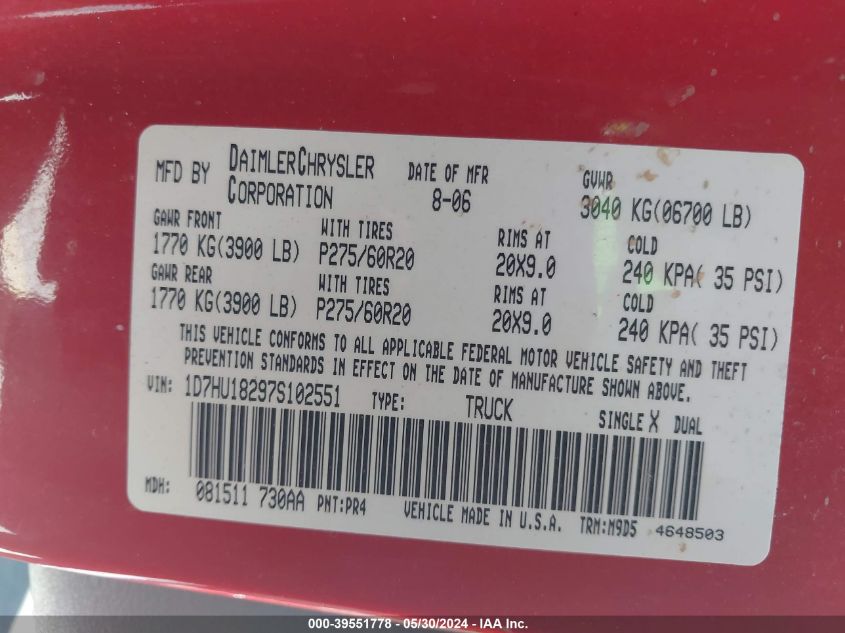 MFD BY DAIMLERCHRYSLER CORPORATION DATE OF MFR 8-06 GVWR 3040 KG(06700 LB)
GAWR FRONT WITH TIRES RIMS AT COLD
1770 KG(3900 LB) P275/60R20 20X9.0 240 KPA( 35 PSI)
GAWR REAR WITH TIRES RIMS AT COLD
1770 KG(3900 LB) P275/60R20 20X9.0 240 KPA( 35 PSI)
THIS VEHICLE CONFORMS TO ALL APPLICABLE FEDERAL MOTOR VEHICLE SAFETY AND THEFT
PREVENTION STANDARDS IN EFFECT ON THE DATE OF MANUFACTURE SHOWN ABOVE.
VIN: 1D7HU18297S102551 TYPE: TRUCK SINGLE X DUAL
MDH: 081511 730AA PNT:PR4 VEHICLE MADE IN U.S.A. TRM:M9D5 4648503
000-39551778 - 05/30/2024 - IAA Inc.